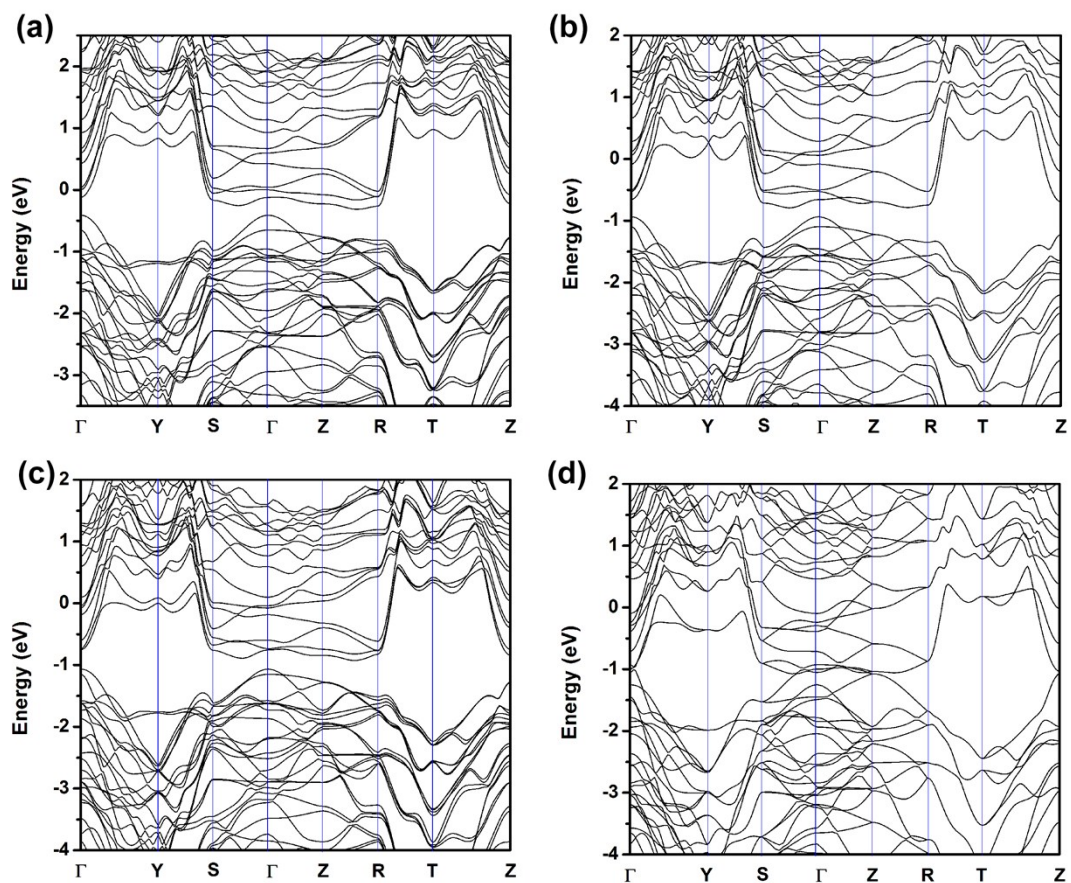 (a)
2
1
0
-1
-2
-3
Energy (eV)
Γ Y S Γ Z R T Z
(b)
2
1
0
-1
-2
-3
-4
Energy (ev)
Γ Y S Γ Z R T Z
(c)
2
1
0
-1
-2
-3
-4
Energy (eV)
Γ Y S Γ Z R T Z
(d)
2
1
0
-1
-2
-3
-4
Energy (eV)
Γ Y S Γ Z R T Z